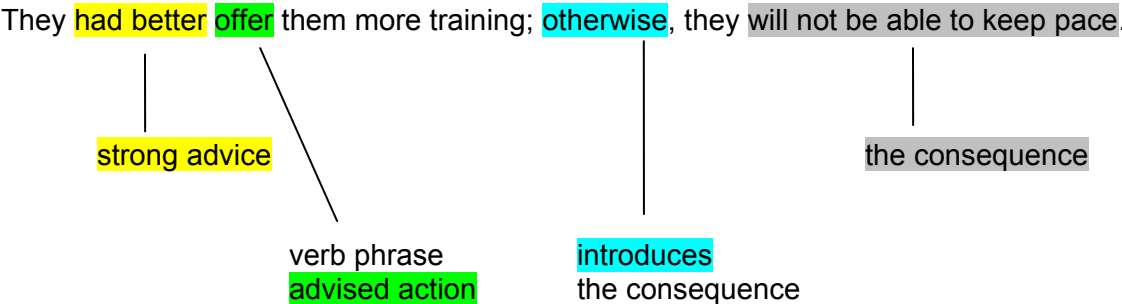 They had better offer them more training; otherwise, they will not be able to keep pace.
strong advice
the consequence
verb phrase
advised action
introduces
the consequence